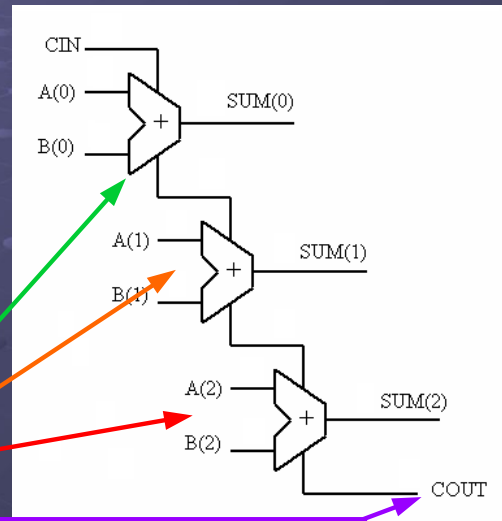 CIN
A(0)
SUM(0)
+
B(0)
A(1)
SUM(1)
+
B(1)
A(2)
SUM(2)
+
B(2)
COUT